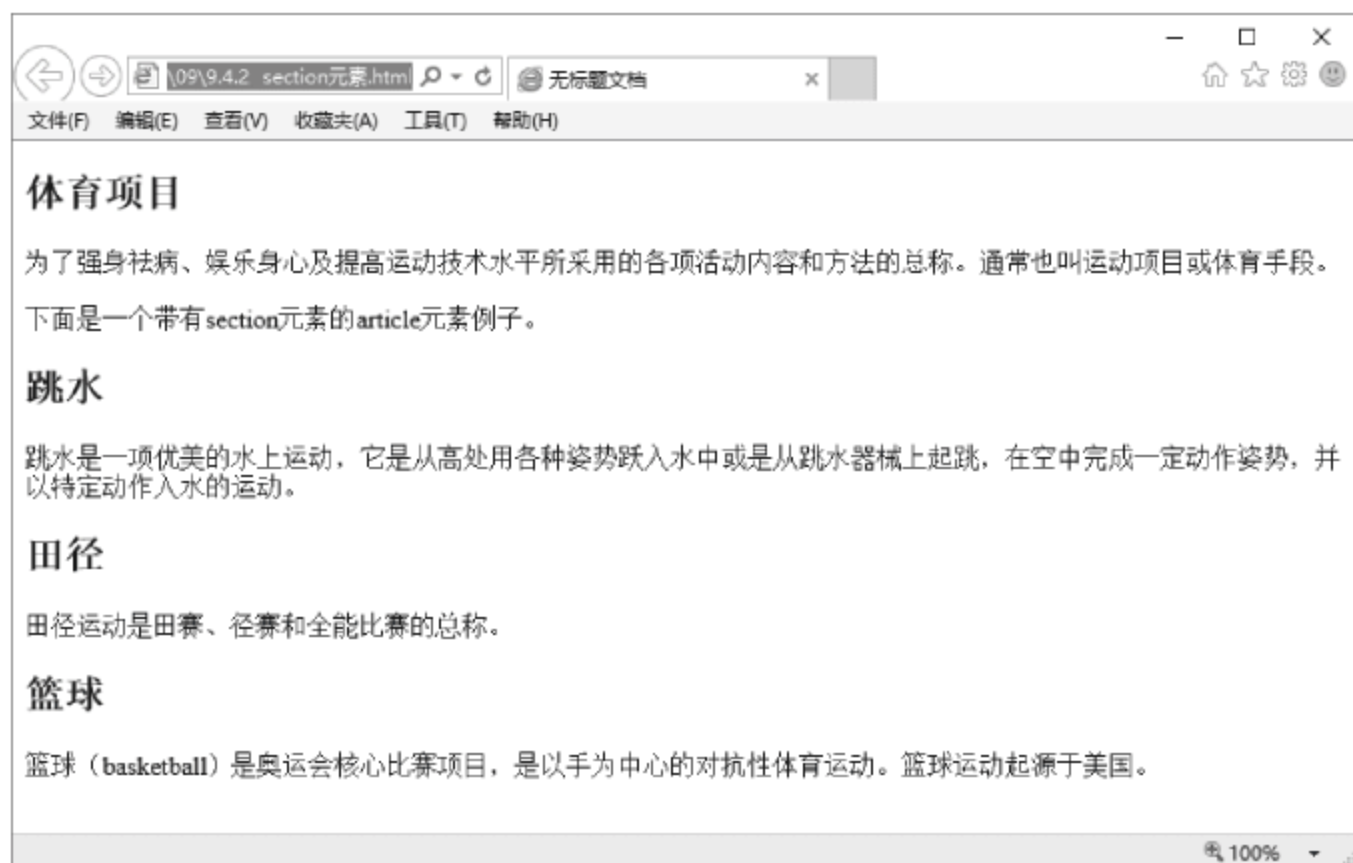 \09\9.4.2 section元素.html
无标题文档
文件(F) 编辑(E) 查看(V) 收藏夹(A) 工具(T) 帮助(H)
体育项目
为了强身祛病、娱乐身心及提高运动技术水平所采用的各项活动内容和方法的总称。通常也叫运动项目或体育手段。
下面是一个带有section元素的article元素例子。
跳水
跳水是一项优美的水上运动，它是从高处用各种姿势跃入水中或是从跳水器械上起跳，在空中完成一定动作姿势，并
以特定动作入水的运动。
田径
田径运动是田赛、径赛和全能比赛的总称。
篮球
篮球（basketball）是奥运会核心比赛项目，是以手为中心的对抗性体育运动。篮球运动起源于美国。
100%